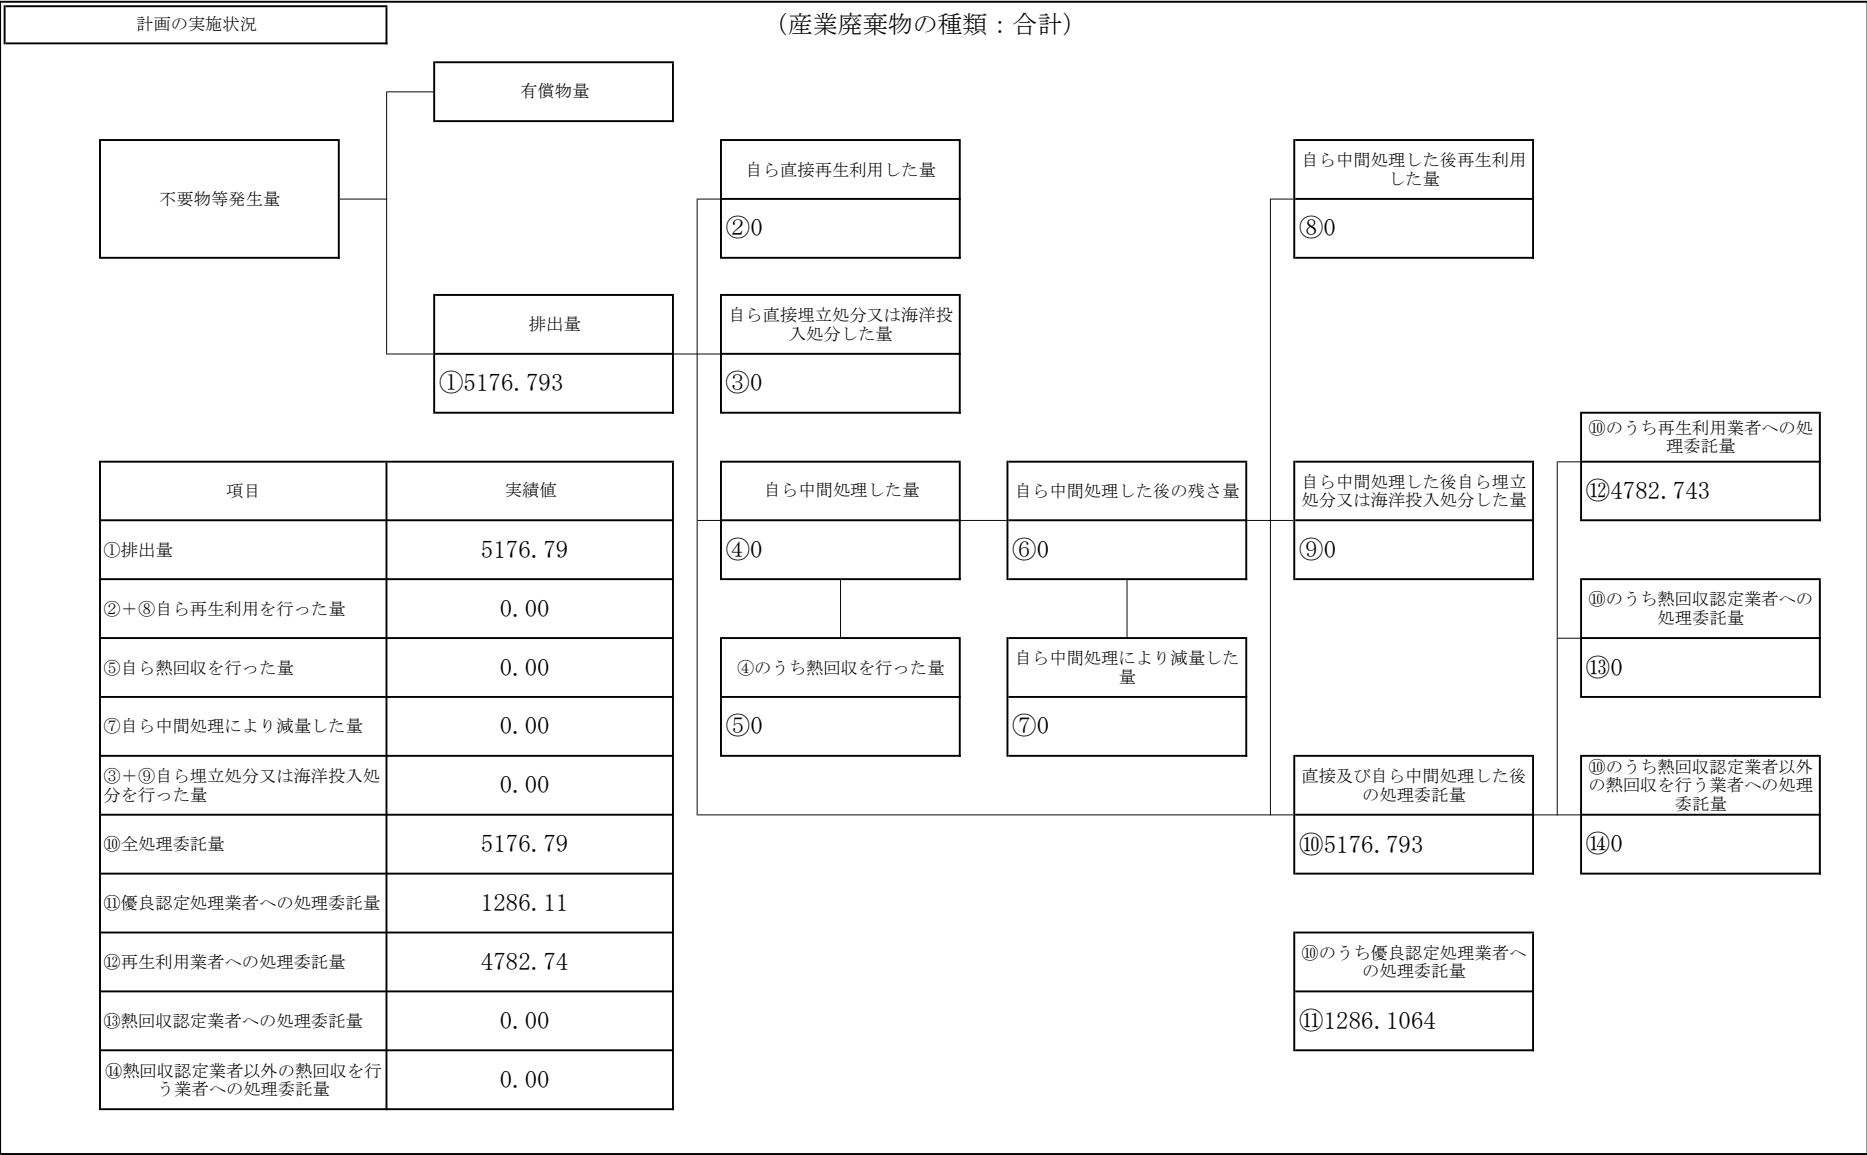 計画の実施状況
（産業廃棄物の種類：合計）
有償物量
不要物等発生量
自ら直接再生利用した量
②0
自ら中間処理した後再生利用
した量
⑧0
排出量
①5176.793
自ら直接埋立処分又は海洋投
入処分した量
③0
項目 実績値
①排出量 5176.79
②＋⑧自ら再生利用を行った量 0.00
⑤自ら熱回収を行った量 0.00
⑦自ら中間処理により減量した量 0.00
③＋⑨自ら埋立処分又は海洋投入処
分を行った量 0.00
⑩全処理委託量 5176.79
⑪優良認定処理業者への処理委託量 1286.11
⑫再生利用業者への処理委託量 4782.74
⑬熱回収認定業者への処理委託量 0.00
⑭熱回収認定業者以外の熱回収を行
う業者への処理委託量 0.00
自ら中間処理した量
④0
④のうち熱回収を行った量
⑤0
自ら中間処理した後の残さ量
⑥0
自ら中間処理により減量した
量
⑦0
自ら中間処理した後自ら埋立
処分又は海洋投入処分した量
⑨0
直接及び自ら中間処理した後
の処理委託量
⑩5176.793
⑩のうち優良認定処理業者へ
の処理委託量
⑪1286.1064
⑩のうち再生利用業者への処
理委託量
⑫4782.743
⑩のうち熱回収認定業者への
処理委託量
⑬0
⑩のうち熱回収認定業者以外
の熱回収を行う業者への処理
委託量
⑭0